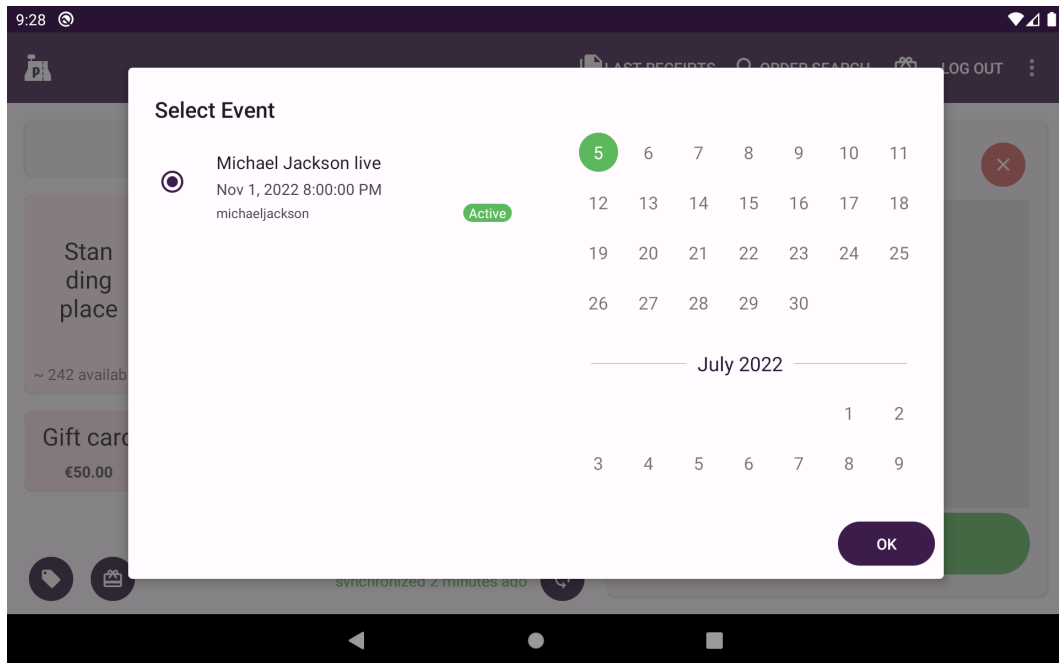 9:28
LAST RECEIPTS ORDER SEARCH LOG OUT
Select Event
Michael Jackson live
Nov 1, 2022 8:00:00 PM
michaeljackson
Active
5 6 7 8 9 10 11
12 13 14 15 16 17 18
19 20 21 22 23 24 25
26 27 28 29 30
July 2022
1 2
3 4 5 6 7 8 9
OK
Stan
ding
place
~ 242 availab
Gift card
€50.00
synchronized 2 minutes ago